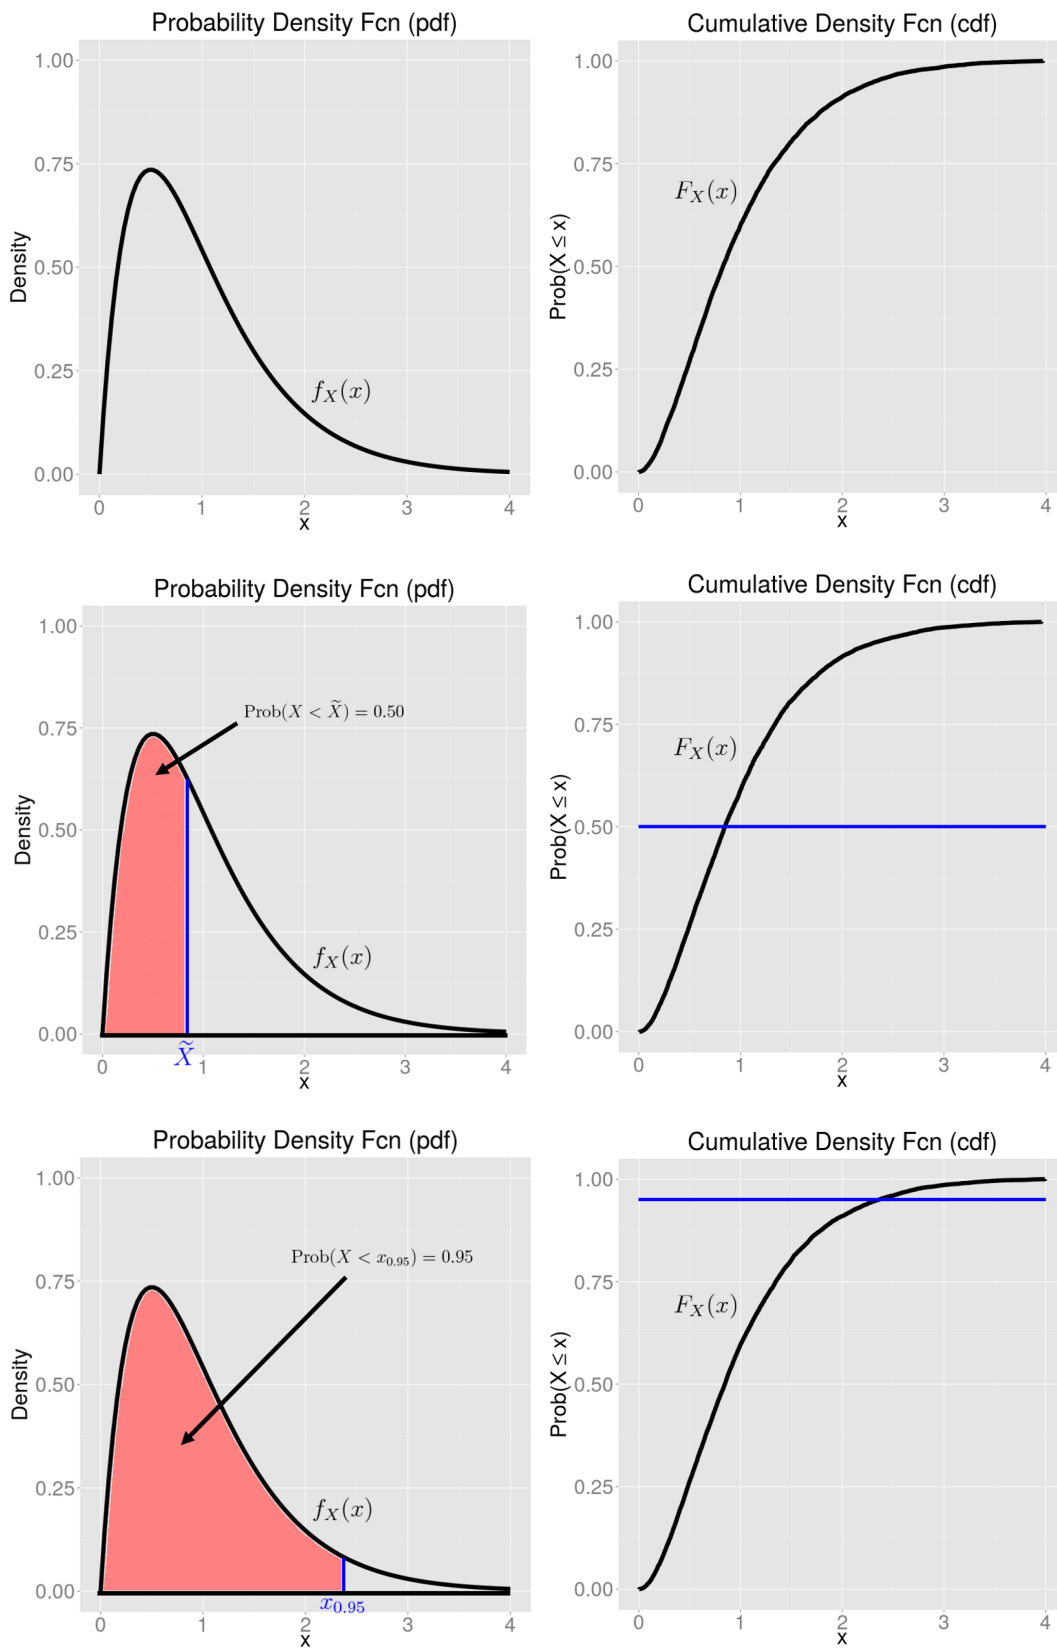 Probability Density Fcn (pdf)
1.00
0.75
0.50
0.25
0.00
Density
f_X(x)
0 1 2 3 4
x
Cumulative Density Fcn (cdf)
1.00
0.75
0.50
0.25
0.00
Prob(X ≤ x)
F_X(x)
0 1 2 3 4
x
Probability Density Fcn (pdf)
1.00
0.75
0.50
0.25
0.00
Density
Prob(X < X̃) = 0.50
f_X(x)
X̃
0 1 2 3 4
x
Cumulative Density Fcn (cdf)
1.00
0.75
0.50
0.25
0.00
Prob(X ≤ x)
F_X(x)
0 1 2 3 4
x
Probability Density Fcn (pdf)
1.00
0.75
0.50
0.25
0.00
Density
Prob(X < x_{0.95}) = 0.95
f_X(x)
x_{0.95}
0 1 2 3 4
x
Cumulative Density Fcn (cdf)
1.00
0.75
0.50
0.25
0.00
Prob(X ≤ x)
F_X(x)
0 1 2 3 4
x